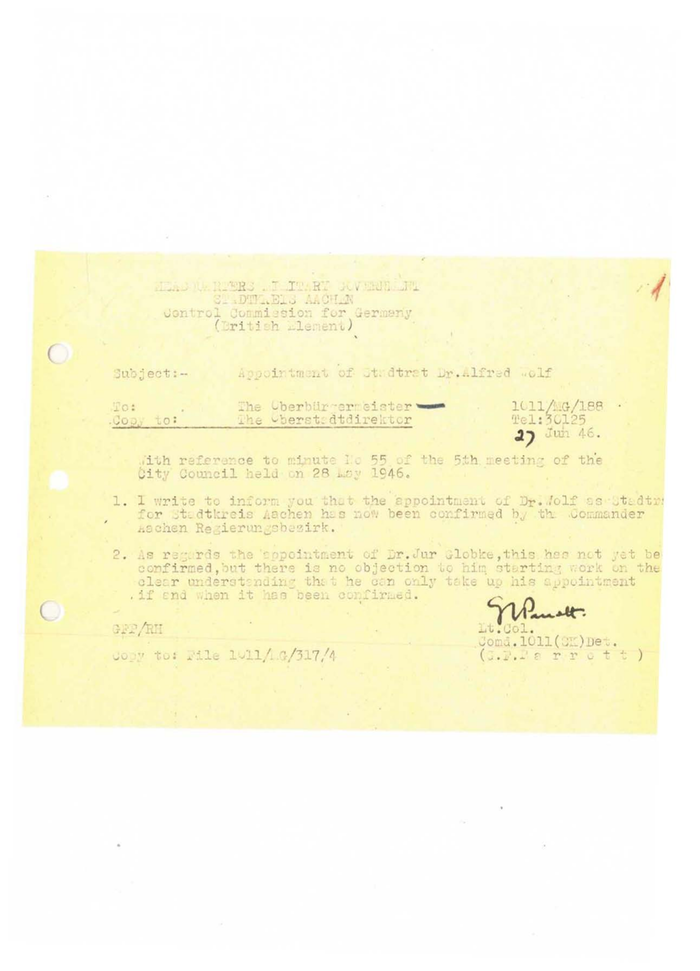 1
HEADQUARTERS MILITARY GOVERNMENT
STADTKREIS AACHEN
Control Commission for Germany
(British Element)
Subject:- Appointment of Stadtrat Dr.Alfred Wolf
To: The Oberbürgermeister 1011/MG/188
Copy to: The Oberstadtdirektor Tel:30125
27 Jun 46.
With reference to minute No 55 of the 5th meeting of the
City Council held on 28 May 1946.
1. I write to inform you that the appointment of Dr.Wolf as Stadtr
for Stadtkreis Aachen has now been confirmed by the Commander
Aachen Regierungsbezirk.
2. As regards the appointment of Dr.Jur Globke,this has not yet be
confirmed,but there is no objection to him starting work on the
clear understanding that he can only take up his appointment
if and when it has been confirmed.
GFP/RH Lt.Col.
Comd.1011(SK)Det.
Copy to: File 1011/MG/317/4 (G.F.P a r r o t t )